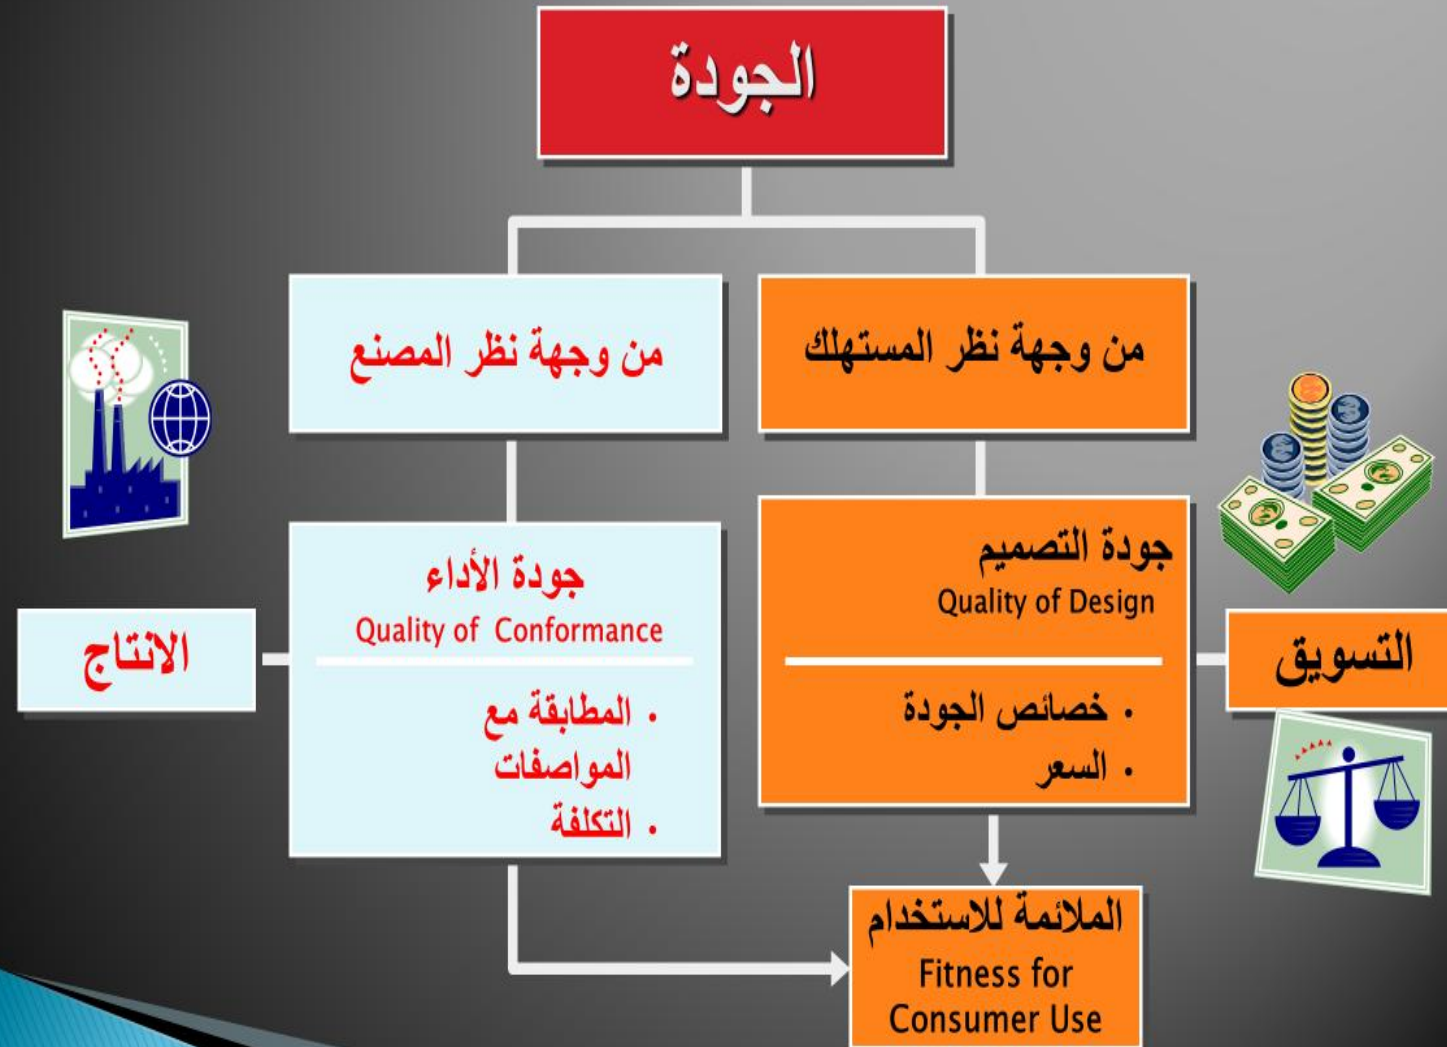 الجودة
من وجهة نظر المستهلك
من وجهة نظر المصنع
جودة التصميم
Quality of Design
• خصائص الجودة
• السعر
التسويق
جودة الأداء
Quality of Conformance
• المطابقة مع
المواصفات
• التكلفة
الانتاج
الملائمة للاستخدام
Fitness for
Consumer Use